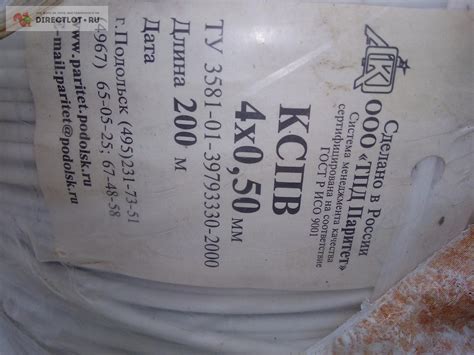 DIRECTLOT.RU
Сделано в России
ООО «ТПД Паритет»
Система менеджмента качества
сертифицирована на соответствие
ГОСТ Р ИСО 9001
КСПВ
4х0,50 мм
ТУ 3581-01-39793330-2000
Длина 200 м
Дата
г.Подольск (495)231-73-51
(4967) 65-05-25; 67-48-58
e-mail:paritet@podolsk.ru
www.paritet-podolsk.ru